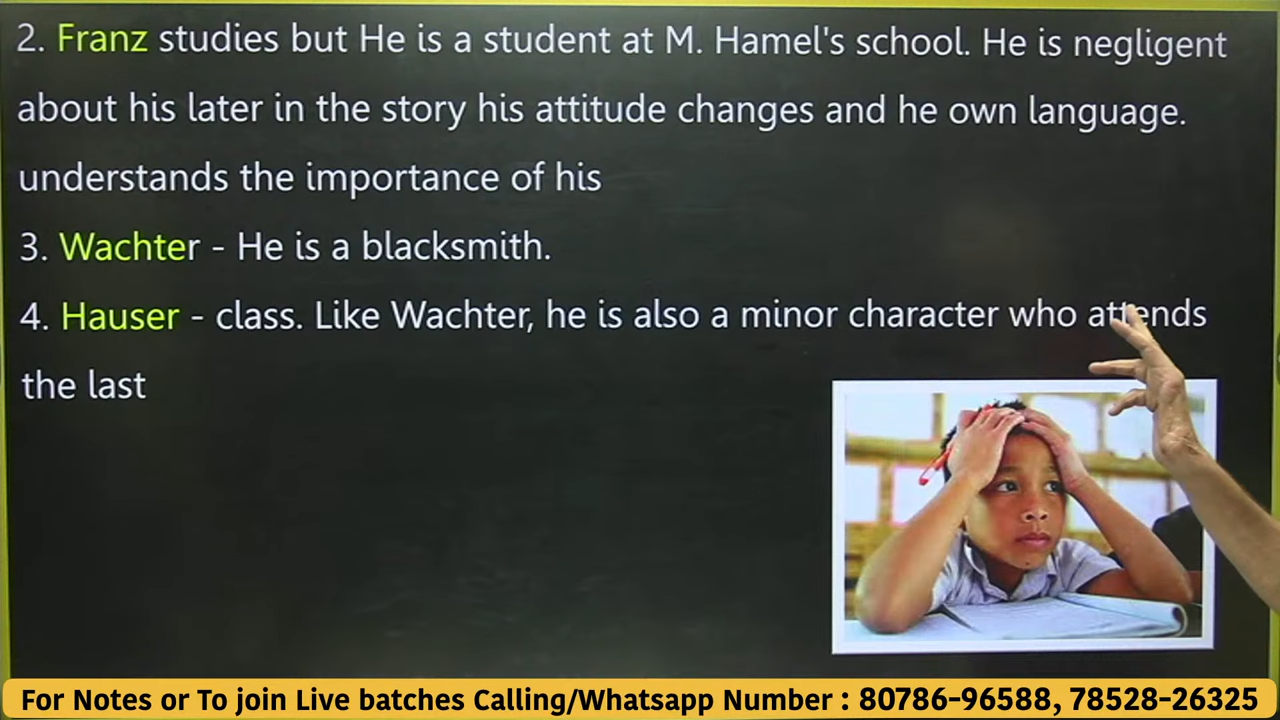 2. Franz studies but He is a student at M. Hamel's school. He is negligent
about his later in the story his attitude changes and he own language.
understands the importance of his
3. Wachter - He is a blacksmith.
4. Hauser - class. Like Wachter, he is also a minor character who attends
the last
For Notes or To join Live batches Calling/Whatsapp Number : 80786-96588, 78528-26325